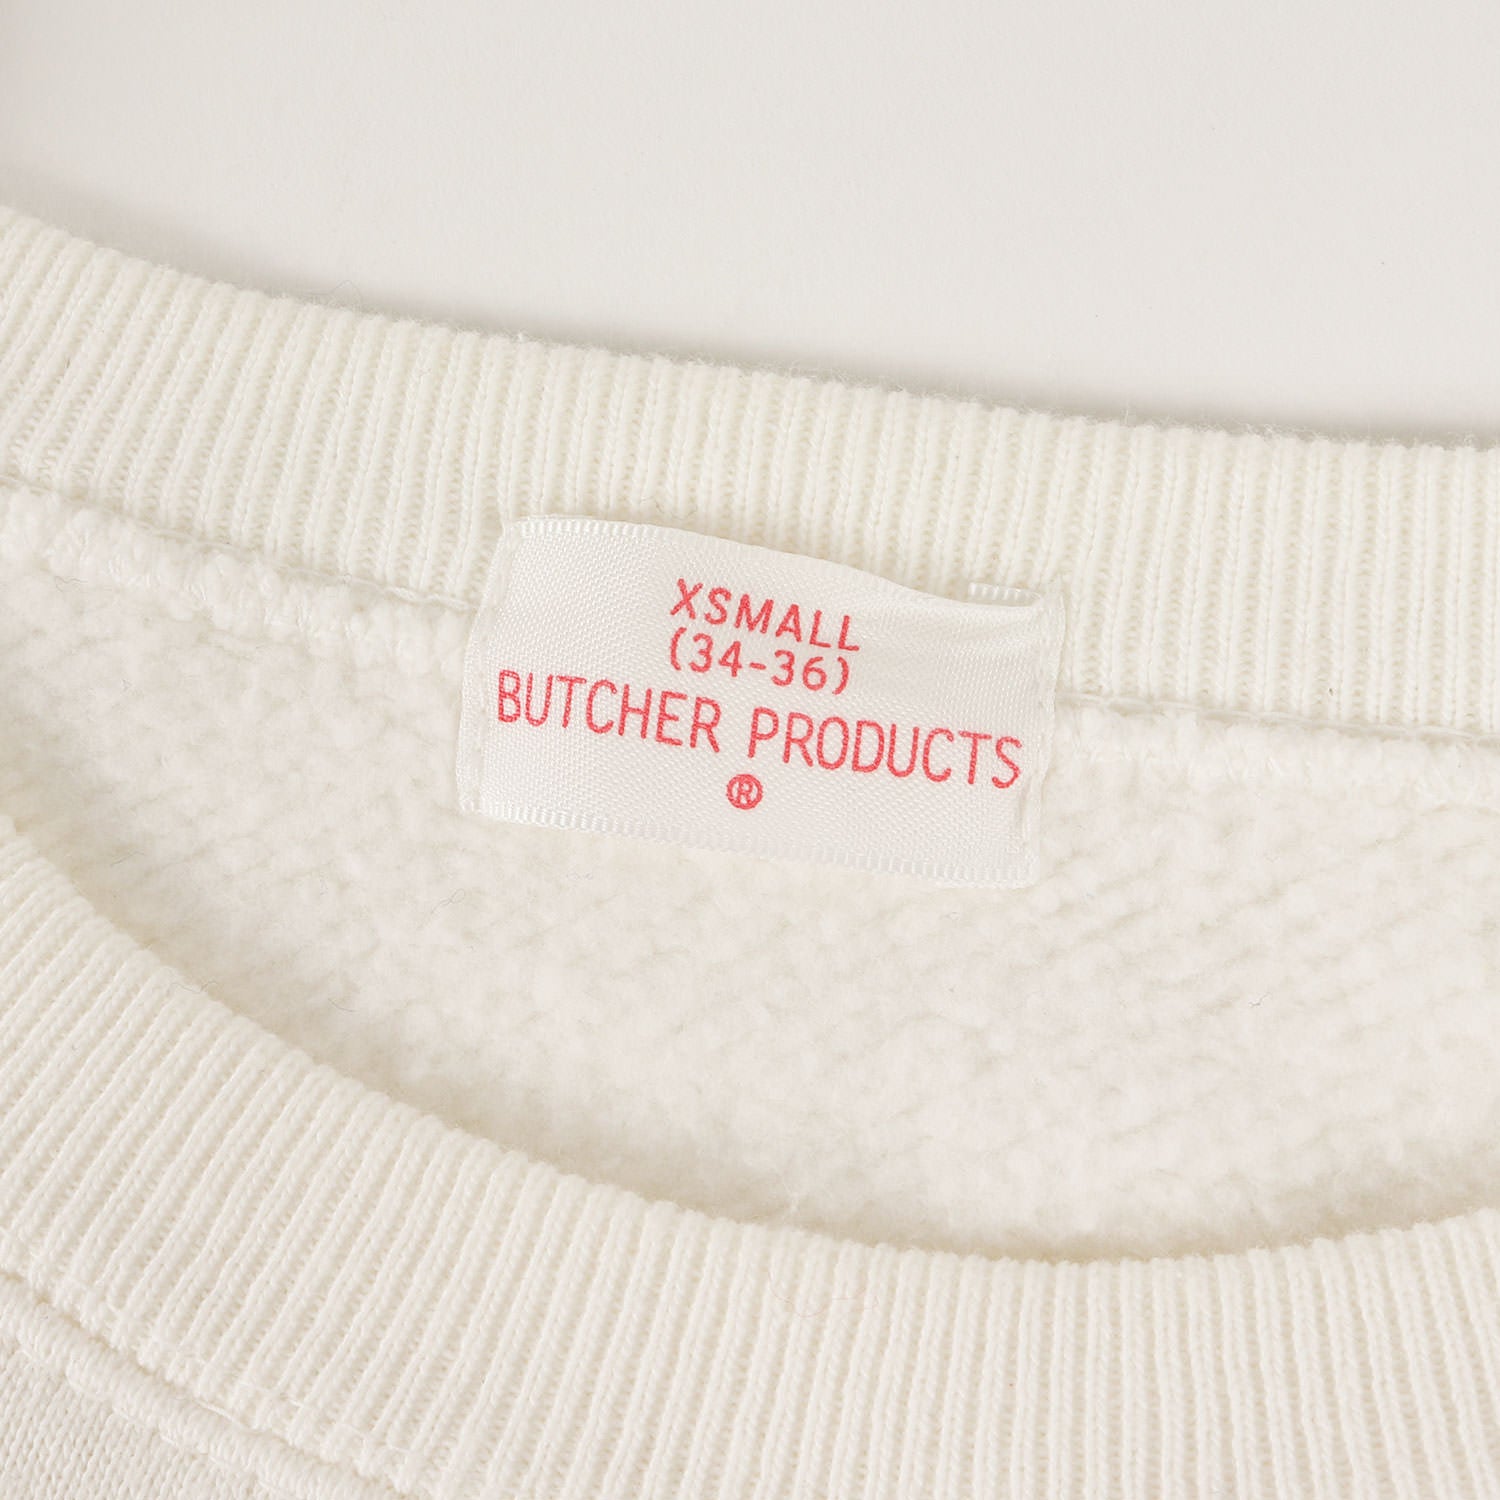 XSMALL
(34-36)
BUTCHER PRODUCTS
®